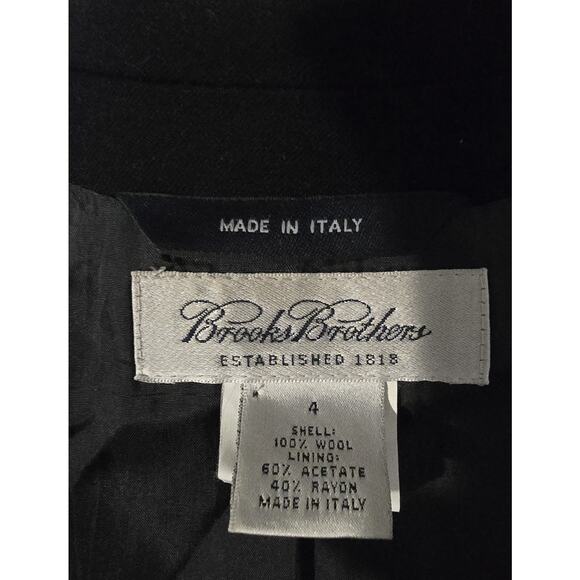 MADE IN ITALY
Brooks Brothers
ESTABLISHED 1818
4
SHELL:
100% WOOL
LINING:
60% ACETATE
40% RAYON
MADE IN ITALY